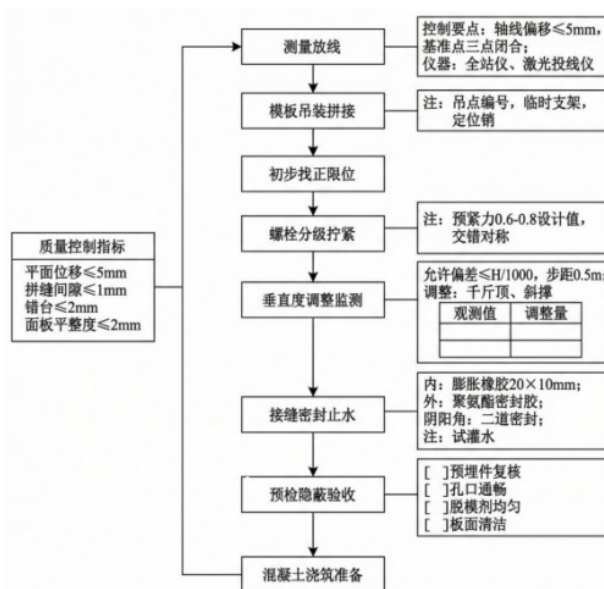 测量放线
控制要点：轴线偏移≤5mm，
基准点三点闭合；
仪器：全站仪、激光投线仪
模板吊装拼接
注：吊点编号，临时支架，
定位销
初步找正限位
螺栓分级拧紧
注：预紧力0.6-0.8设计值，
交错对称
质量控制指标
平面位移≤5mm
拼缝间隙≤1mm
错台≤2mm
面板平整度≤2mm
垂直度调整监测
允许偏差≤H/1000，步距0.5m；
调整：千斤顶、斜撑
观测值 调整量
接缝密封止水
内：膨胀橡胶20×10mm；
外：聚氨酯密封胶；
阴阳角：二道密封；
注：试灌水
预检隐蔽验收
[ ]预埋件复核
[ ]孔口通畅
[ ]脱模剂均匀
[ ]板面清洁
混凝土浇筑准备